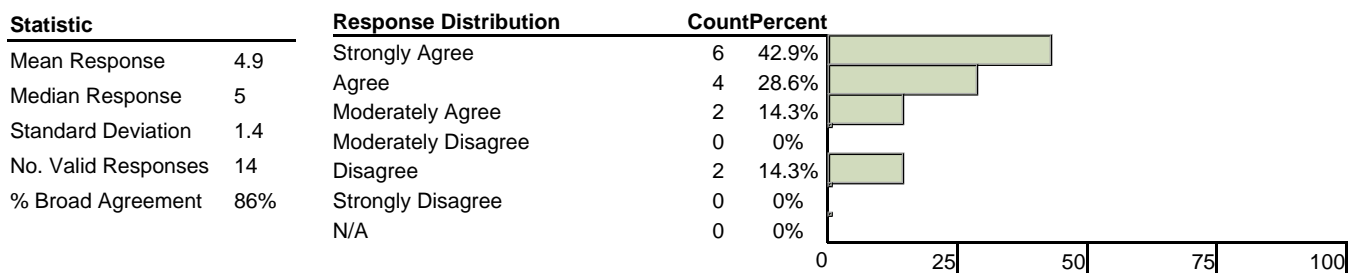 Statistic
Mean Response 4.9
Median Response 5
Standard Deviation 1.4
No. Valid Responses 14
% Broad Agreement 86%
Response Distribution CountPercent
Strongly Agree 6 42.9%
Agree 4 28.6%
Moderately Agree 2 14.3%
Moderately Disagree 0 0%
Disagree 2 14.3%
Strongly Disagree 0 0%
N/A 0 0%
0 25 50 75 100